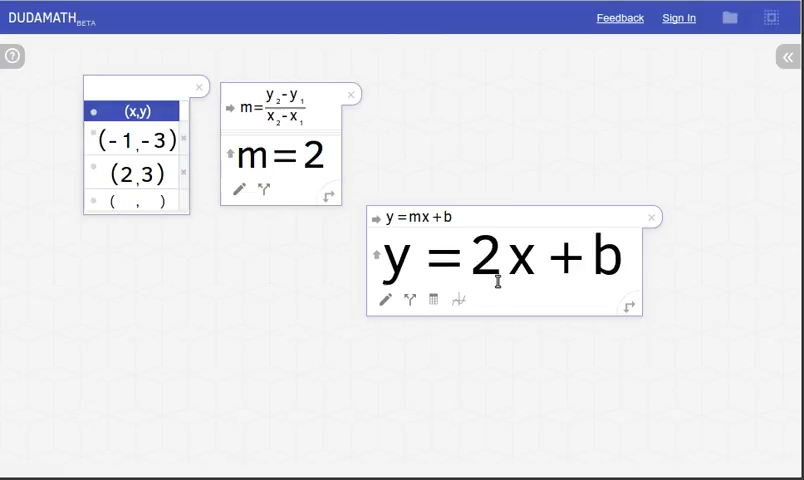 DUDAMATH BETA
Feedback Sign In
(x,y)
(-1,-3)
(2,3)
( , )
m=y₂-y₁/x₂-x₁
m=2
y=mx+b
y=2x+b